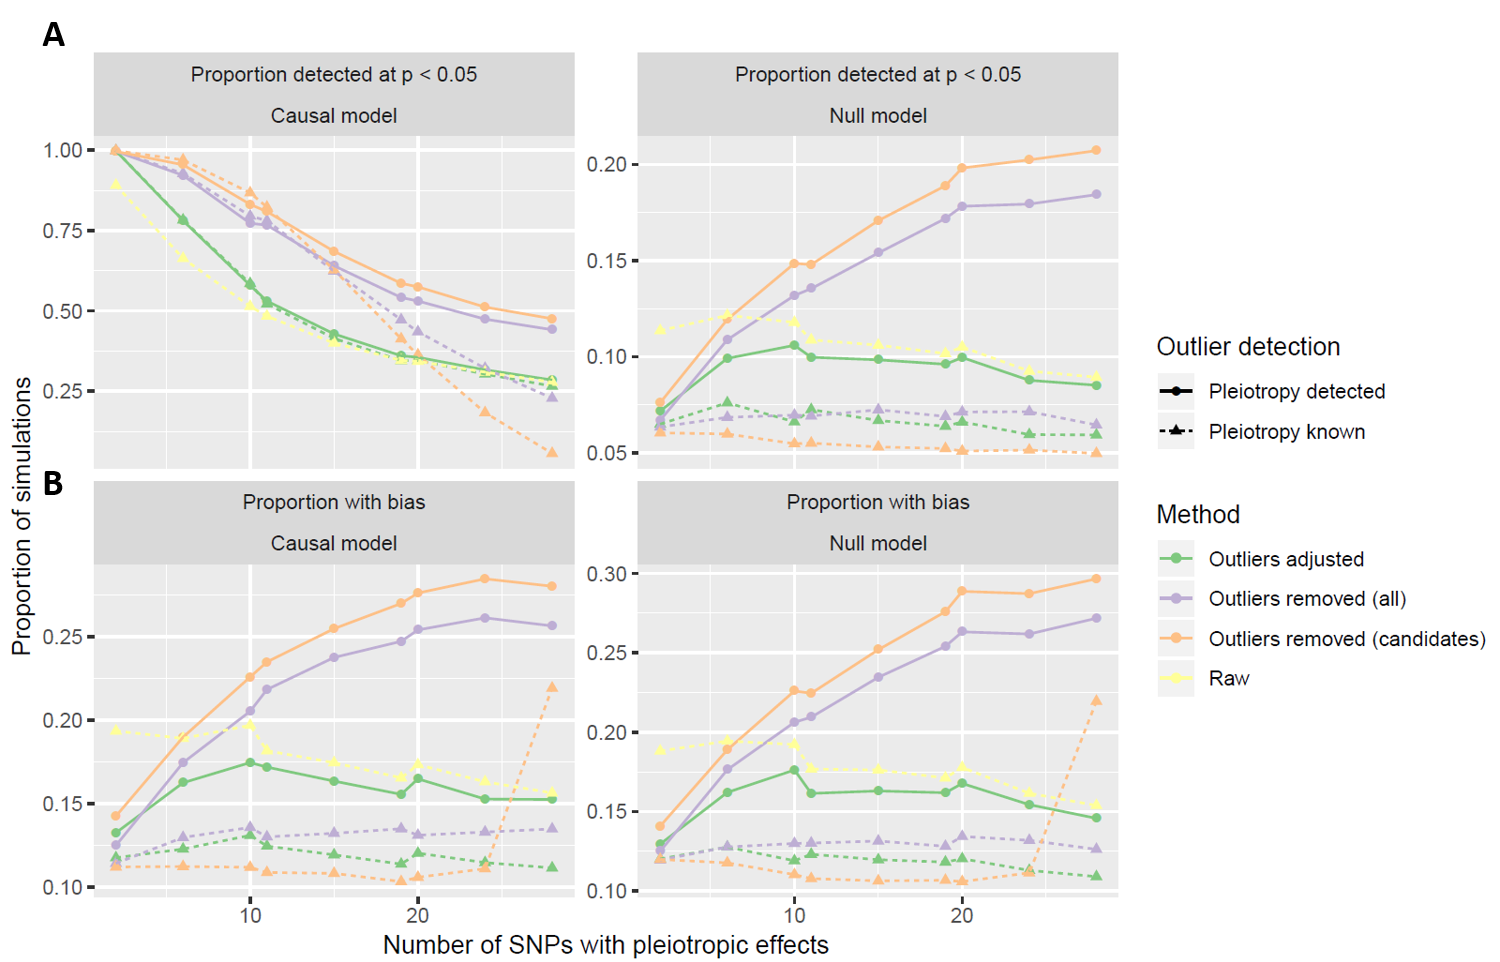 A
Proportion detected at p < 0.05
Causal model
Proportion detected at p < 0.05
Null model
1.00
0.75
0.50
0.25
0.20
0.15
0.10
0.05
B
Proportion with bias
Causal model
Proportion with bias
Null model
0.25
0.20
0.15
0.10
0.30
0.25
0.20
0.15
0.10
10
20
10
20
Proportion of simulations
Number of SNPs with pleiotropic effects
Outlier detection
Pleiotropy detected
Pleiotropy known
Method
Outliers adjusted
Outliers removed (all)
Outliers removed (candidates)
Raw